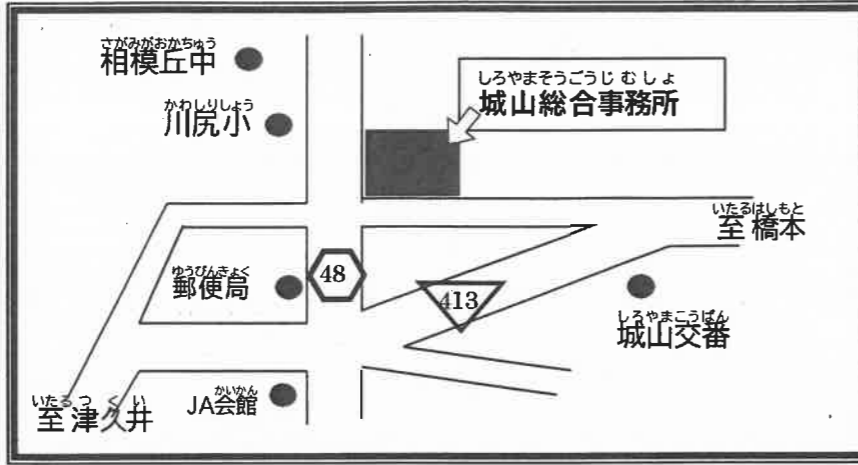 さがみがおかちゅう
相模丘中
かわしりしょう
川尻小
しろやまそうごうじむしょ
城山総合事務所
いたるはしもと
至橋本
ゆうびんきょく
郵便局
48
413
しろやまこうばん
城山交番
いたるつくい
至津久井
かいかん
JA会館